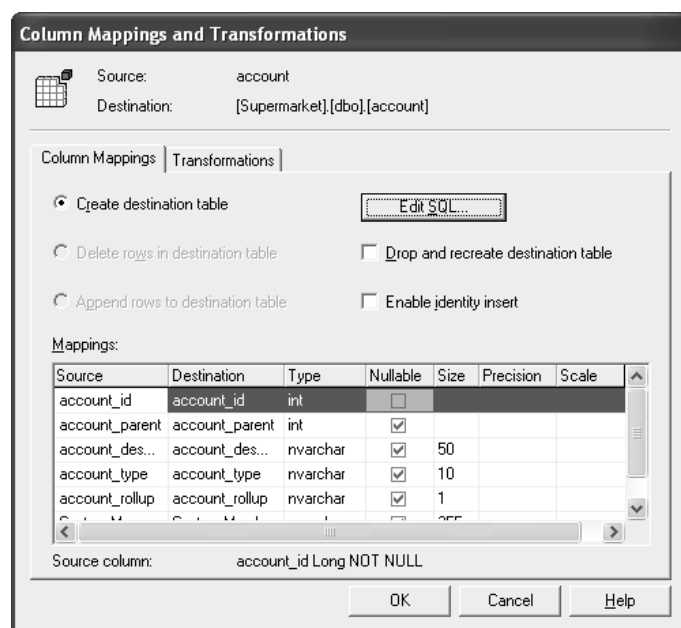 Column Mappings and Transformations
Source: account
Destination: [Supermarket].[dbo].[account]
Column Mappings Transformations
Create destination table Edit SQL...
Delete rows in destination table Drop and recreate destination table
Append rows to destination table Enable identity insert
Mappings:
Source Destination Type Nullable Size Precision Scale
account_id account_id int
account_parent account_parent int
account_des... account_des... nvarchar 50
account_type account_type nvarchar 10
account_rollup account_rollup nvarchar 1
Source column: account_id Long NOT NULL
OK Cancel Help